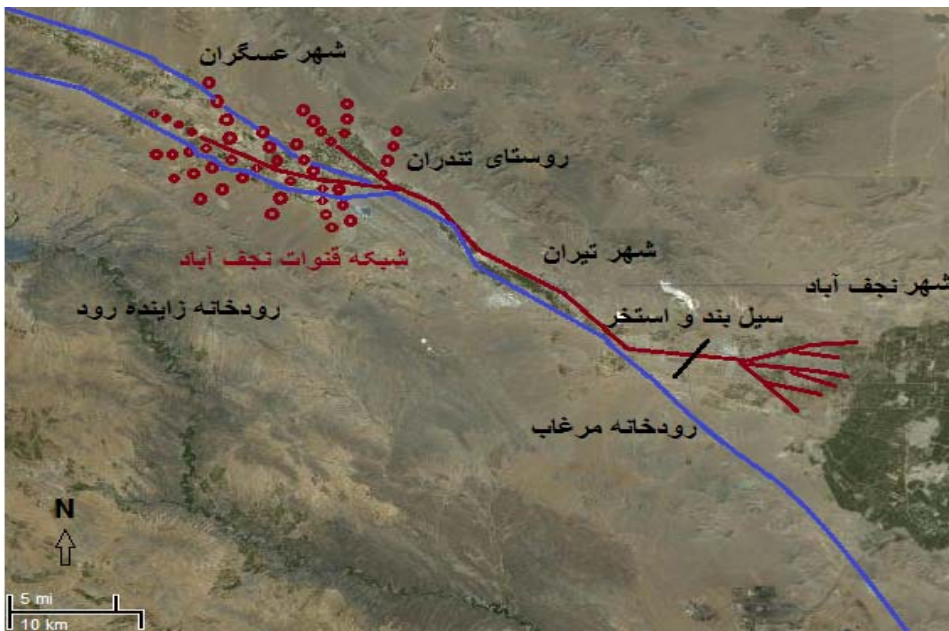 شهر عسگران
روستای تندران
شبکه قنوات نجف آباد
شهر تیران
شهر نجف آباد
رودخانه زاینده رود
سیل بند و استخر
رودخانه مرغاب
N
5 mi
10 km